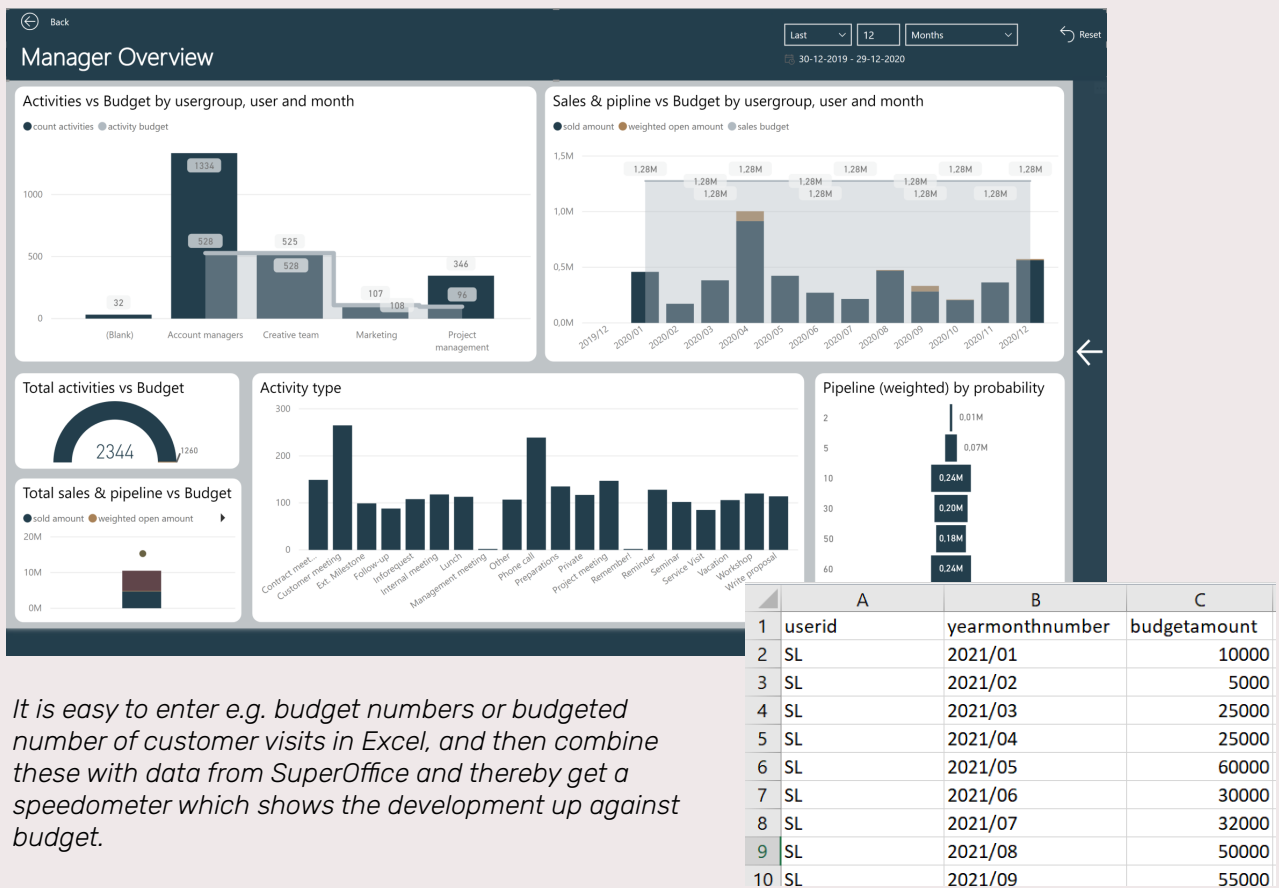 Back
Manager Overview
Last 12 Months
30-12-2019 - 29-12-2020
Reset
Activities vs Budget by usergroup, user and month
count activities activity budget
1000
500
0
1334
528
525
528
346
107
108
96
32
(Blank)
Account managers
Creative team
Marketing
Project
management
Sales & pipline vs Budget by usergroup, user and month
sold amount weighted open amount sales budget
1,5M
1,0M
0,5M
0,0M
1,28M 1,28M 1,28M 1,28M 1,28M
1,28M 1,28M 1,28M
1,28M 1,28M 1,28M 1,28M
2019/12
2020/01
2020/02
2020/03
2020/04
2020/05
2020/06
2020/07
2020/08
2020/09
2020/10
2020/11
2020/12
Total activities vs Budget
2344
1260
Total sales & pipeline vs Budget
sold amount weighted open amount
20M
10M
0M
Activity type
300
200
100
0
Contract meet...
Customer meeting
Ext. Milestone
Follow-up
Inforequest
Internal meeting
Lunch
Management meeting
Other
Phone call
Preparations
Private
Project meeting
Remember!
Reminder
Seminar
Service Visit
Vacation
Workshop
Write proposal
Pipeline (weighted) by probability
2 0,01M
5 0,07M
10 0,24M
30 0,20M
50 0,18M
60 0,24M
A B C
1 userid yearmonthnumber budgetamount
2 SL 2021/01 10000
3 SL 2021/02 5000
4 SL 2021/03 25000
5 SL 2021/04 25000
6 SL 2021/05 60000
7 SL 2021/06 30000
8 SL 2021/07 32000
9 SL 2021/08 50000
10 SL 2021/09 55000
It is easy to enter e.g. budget numbers or budgeted
number of customer visits in Excel, and then combine
these with data from SuperOffice and thereby get a
speedometer which shows the development up against
budget.